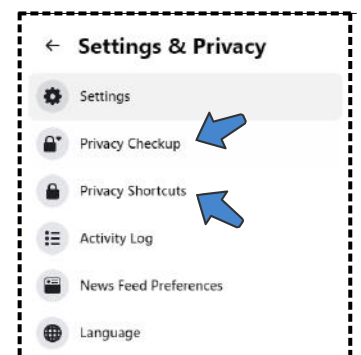 Settings & Privacy
Settings
Privacy Checkup
Privacy Shortcuts
Activity Log
News Feed Preferences
Language